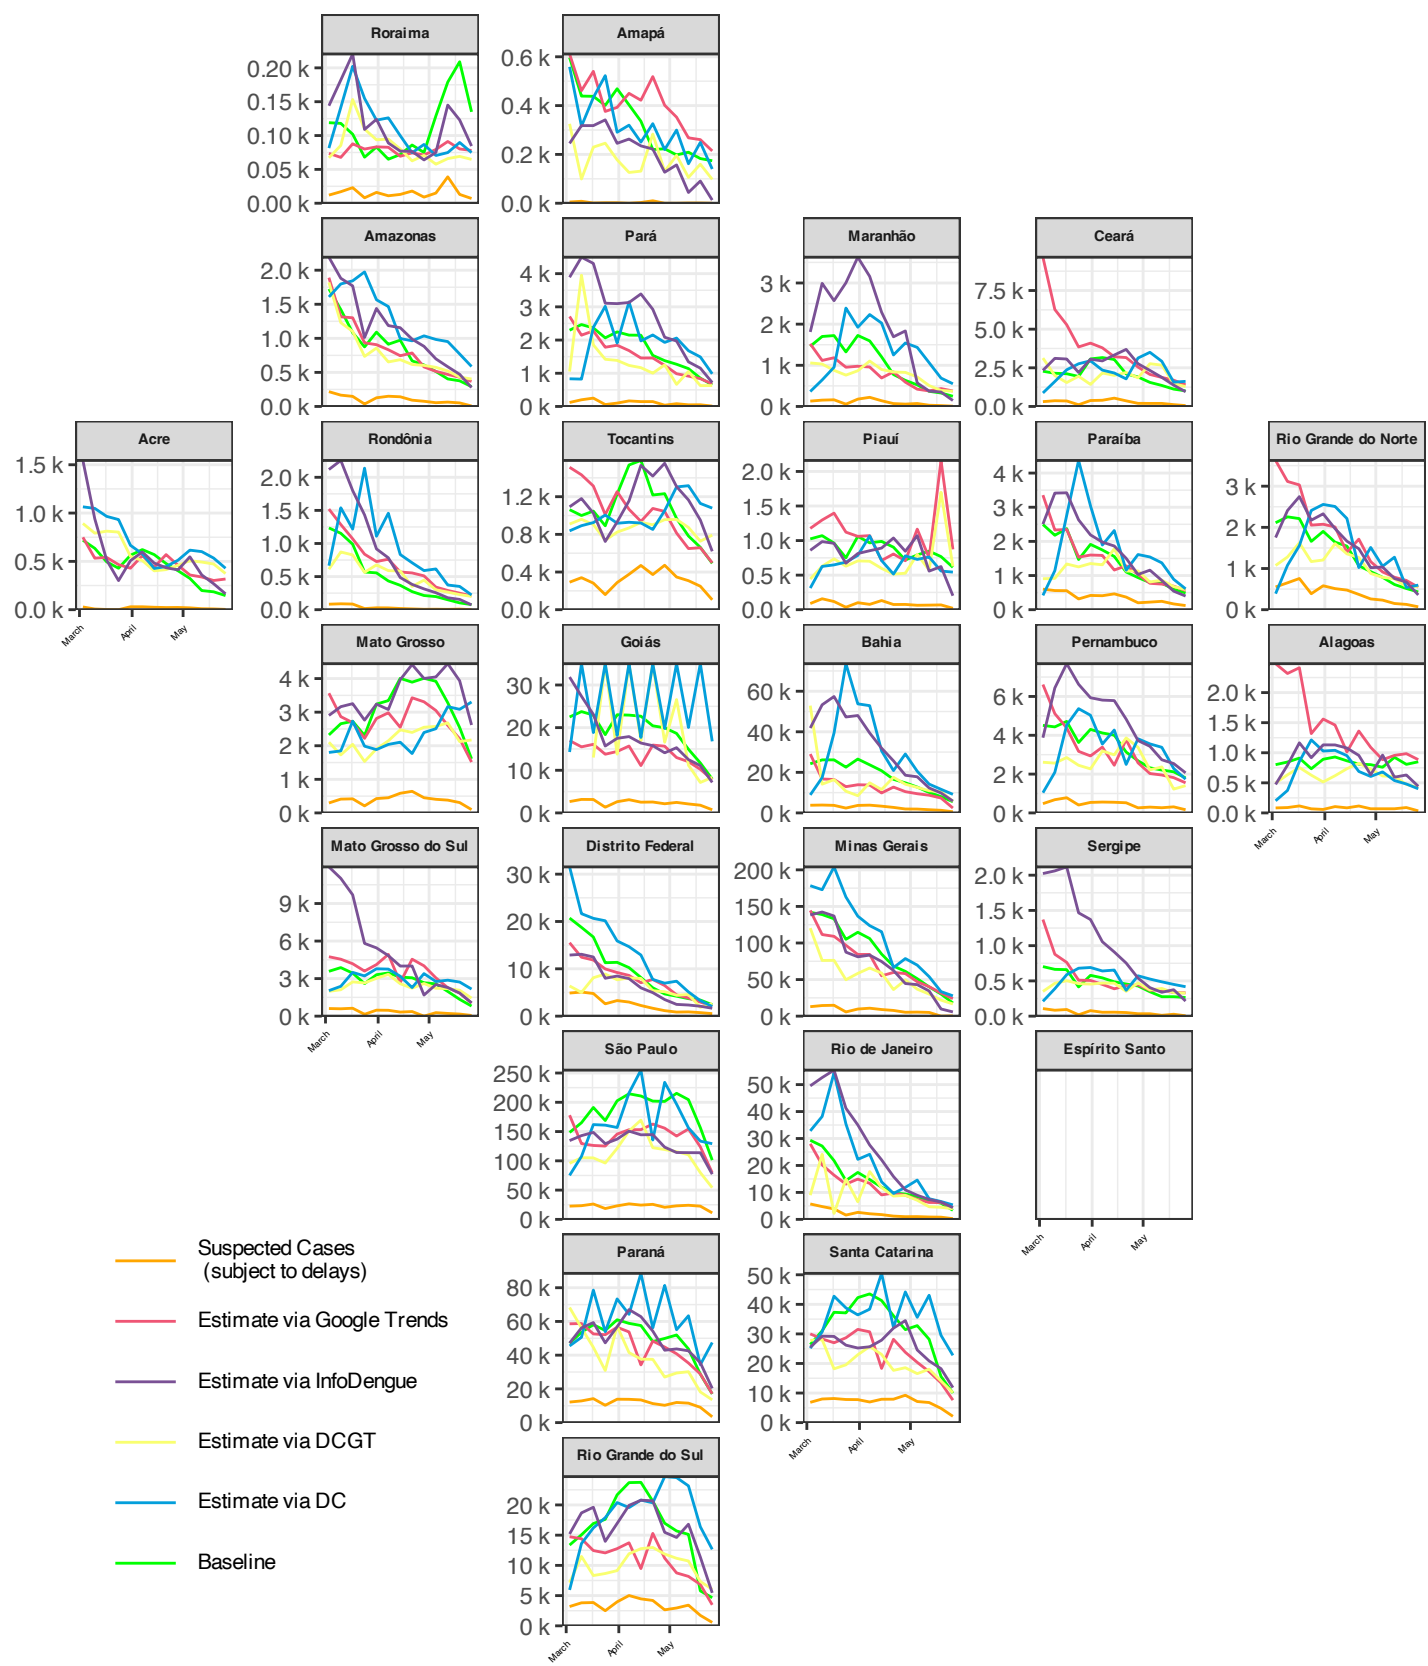 Roraima
Amapá
0.20 k
0.15 k
0.10 k
0.05 k
0.00 k
0.6 k
0.4 k
0.2 k
0.0 k
Amazonas
Pará
Maranhão
Ceará
2.0 k
1.5 k
1.0 k
0.5 k
0.0 k
4 k
3 k
2 k
1 k
0 k
3 k
2 k
1 k
0 k
7.5 k
5.0 k
2.5 k
0.0 k
Acre
Rondônia
Tocantins
Piauí
Paraíba
Rio Grande do Norte
1.5 k
1.0 k
0.5 k
0.0 k
March
April
May
2.0 k
1.5 k
1.0 k
0.5 k
0.0 k
1.2 k
0.8 k
0.4 k
0.0 k
2.0 k
1.5 k
1.0 k
0.5 k
0.0 k
4 k
3 k
2 k
1 k
0 k
3 k
2 k
1 k
0 k
Mato Grosso
Goiás
Bahia
Pernambuco
Alagoas
4 k
3 k
2 k
1 k
0 k
30 k
20 k
10 k
0 k
60 k
40 k
20 k
0 k
6 k
4 k
2 k
0 k
2.0 k
1.5 k
1.0 k
0.5 k
0.0 k
March
April
May
Mato Grosso do Sul
Distrito Federal
Minas Gerais
Sergipe
9 k
6 k
3 k
0 k
March
April
May
30 k
20 k
10 k
0 k
200 k
150 k
100 k
50 k
0 k
2.0 k
1.5 k
1.0 k
0.5 k
0.0 k
São Paulo
Rio de Janeiro
Espírito Santo
250 k
200 k
150 k
100 k
50 k
0 k
50 k
40 k
30 k
20 k
10 k
0 k
March
April
May
Paraná
Santa Catarina
80 k
60 k
40 k
20 k
0 k
50 k
40 k
30 k
20 k
10 k
0 k
March
April
May
Rio Grande do Sul
20 k
15 k
10 k
5 k
0 k
March
April
May
Suspected Cases
(subject to delays)
Estimate via Google Trends
Estimate via InfoDengue
Estimate via DCGT
Estimate via DC
Baseline